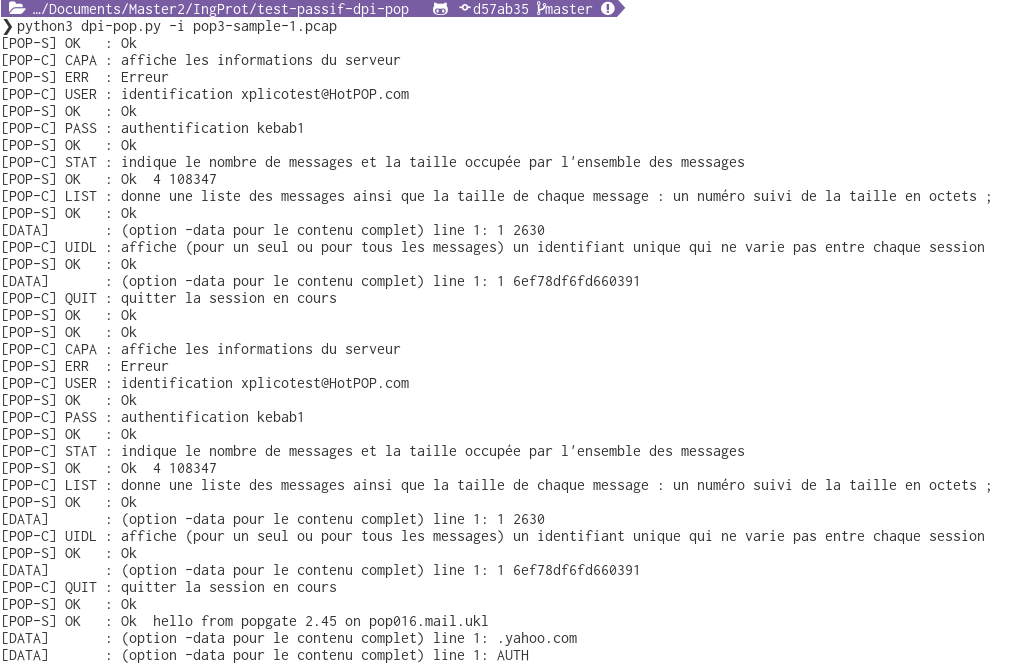 …/Documents/Master2/IngProt/test-passif-dpi-pop d57ab35 master
❯ python3 dpi-pop.py -i pop3-sample-1.pcap
[POP-S] OK   : Ok
[POP-C] CAPA : affiche les informations du serveur
[POP-S] ERR  : Erreur
[POP-C] USER : identification xplicotest@HotPOP.com
[POP-S] OK   : Ok
[POP-C] PASS : authentification kebab1
[POP-S] OK   : Ok
[POP-C] STAT : indique le nombre de messages et la taille occupée par l'ensemble des messages
[POP-S] OK   : Ok  4 108347
[POP-C] LIST : donne une liste des messages ainsi que la taille de chaque message : un numéro suivi de la taille en octets ;
[POP-S] OK   : Ok
[DATA]       : (option -data pour le contenu complet) line 1: 1 2630
[POP-C] UIDL : affiche (pour un seul ou pour tous les messages) un identifiant unique qui ne varie pas entre chaque session
[POP-S] OK   : Ok
[DATA]       : (option -data pour le contenu complet) line 1: 1 6ef78df6fd660391
[POP-C] QUIT : quitter la session en cours
[POP-S] OK   : Ok
[POP-S] OK   : Ok
[POP-C] CAPA : affiche les informations du serveur
[POP-S] ERR  : Erreur
[POP-C] USER : identification xplicotest@HotPOP.com
[POP-S] OK   : Ok
[POP-C] PASS : authentification kebab1
[POP-S] OK   : Ok
[POP-C] STAT : indique le nombre de messages et la taille occupée par l'ensemble des messages
[POP-S] OK   : Ok  4 108347
[POP-C] LIST : donne une liste des messages ainsi que la taille de chaque message : un numéro suivi de la taille en octets ;
[POP-S] OK   : Ok
[DATA]       : (option -data pour le contenu complet) line 1: 1 2630
[POP-C] UIDL : affiche (pour un seul ou pour tous les messages) un identifiant unique qui ne varie pas entre chaque session
[POP-S] OK   : Ok
[DATA]       : (option -data pour le contenu complet) line 1: 1 6ef78df6fd660391
[POP-C] QUIT : quitter la session en cours
[POP-S] OK   : Ok
[POP-S] OK   : Ok  hello from popgate 2.45 on pop016.mail.ukl
[DATA]       : (option -data pour le contenu complet) line 1: .yahoo.com
[DATA]       : (option -data pour le contenu complet) line 1: AUTH